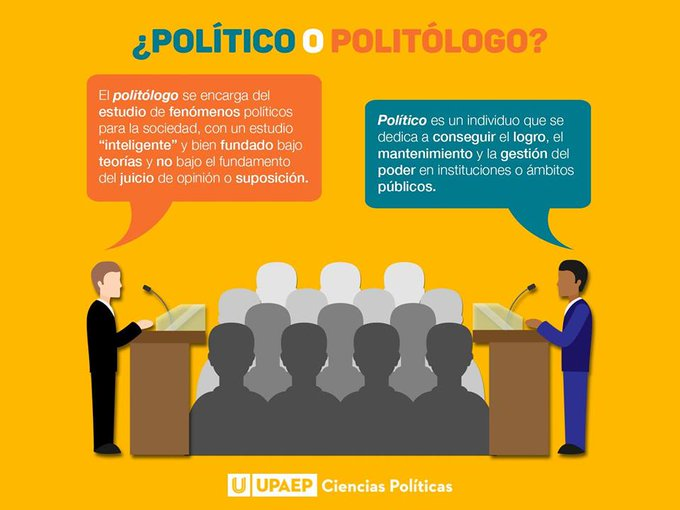 ¿POLÍTICO O POLITÓLOGO?
El politólogo se encarga del
estudio de fenómenos políticos
para la sociedad, con un estudio
“inteligente” y bien fundado bajo
teorías y no bajo el fundamento
del juicio de opinión o suposición.
Político es un individuo que se
dedica a conseguir el logro, el
mantenimiento y la gestión del
poder en instituciones o ámbitos
públicos.
U UPAEP Ciencias Políticas